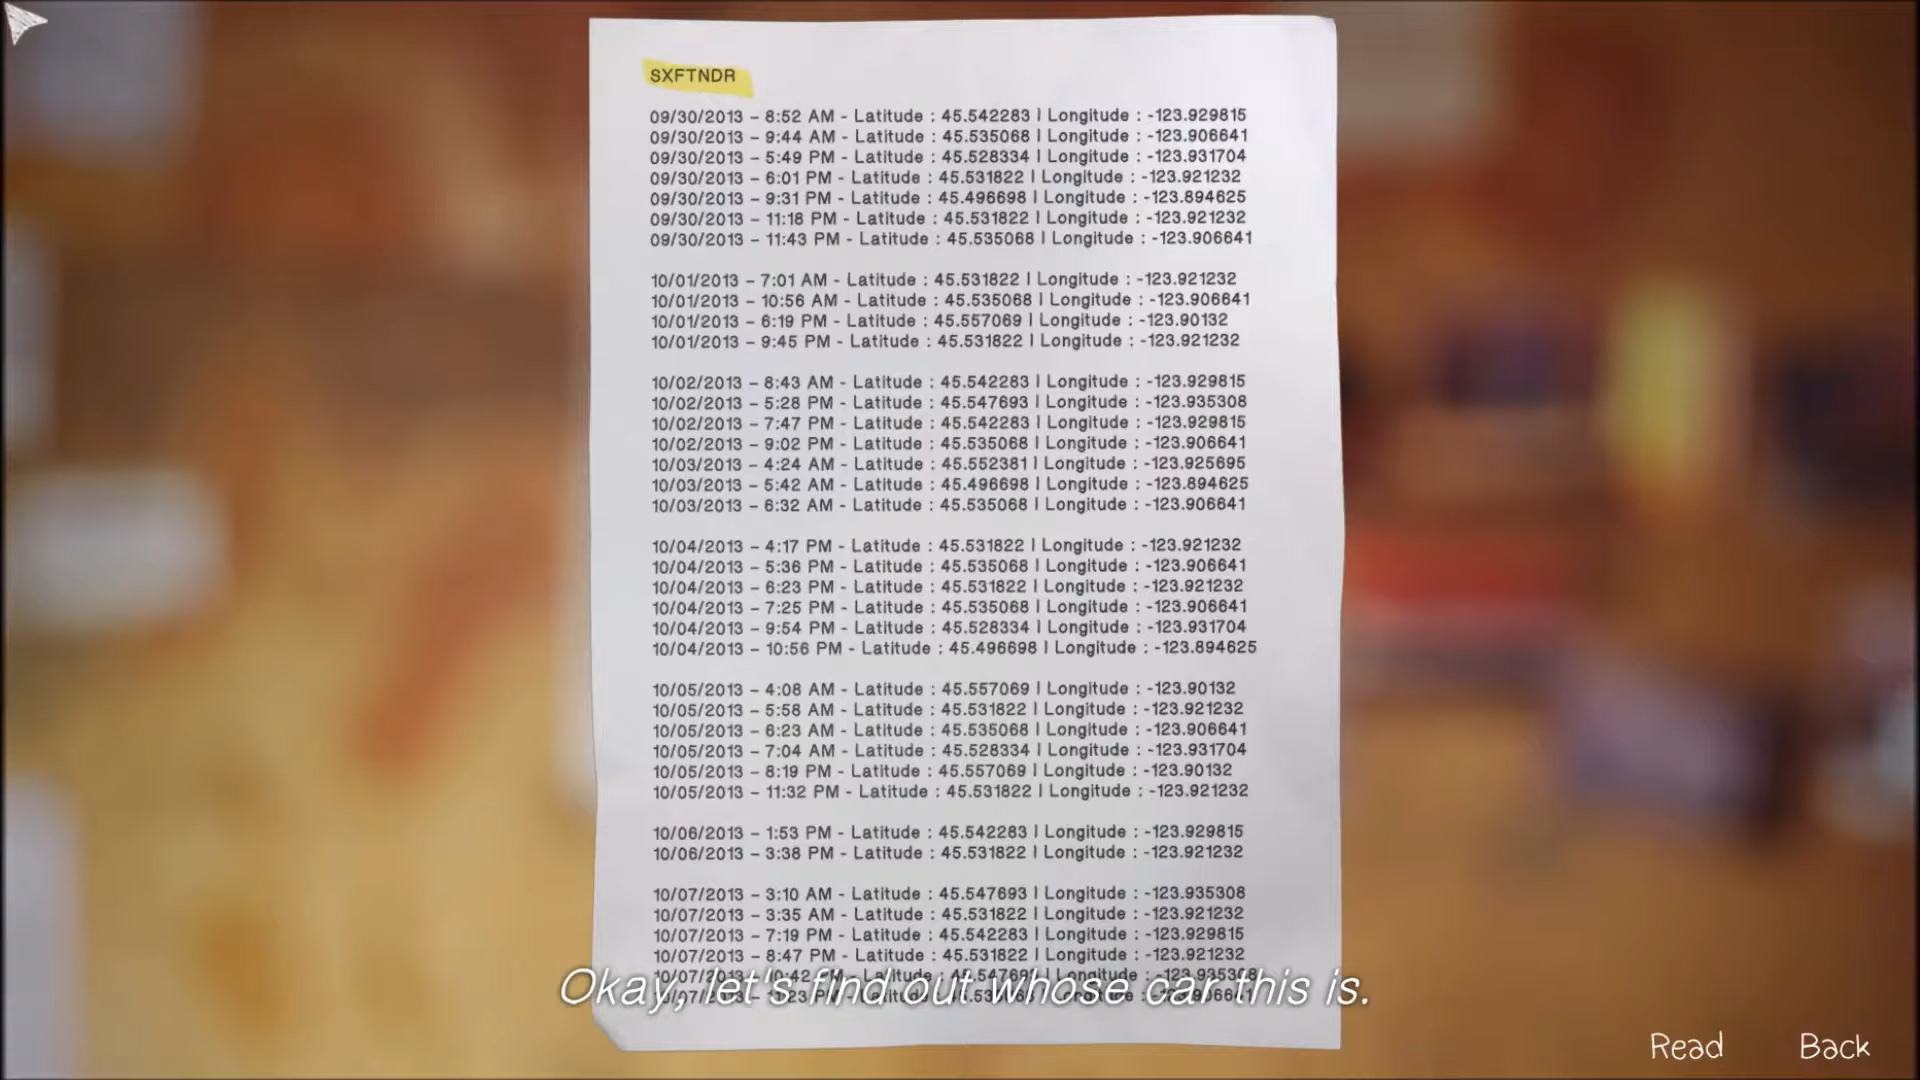 SXFTNDR
09/30/2013 – 8:52 AM - Latitude : 45.542283 | Longitude : -123.929815
09/30/2013 – 9:44 AM - Latitude : 45.535068 | Longitude : -123.906641
09/30/2013 – 5:49 PM - Latitude : 45.528334 | Longitude : -123.931704
09/30/2013 – 6:01 PM - Latitude : 45.531822 | Longitude : -123.921232
09/30/2013 – 9:31 PM - Latitude : 45.496698 | Longitude : -123.894625
09/30/2013 – 11:18 PM - Latitude : 45.531822 | Longitude : -123.921232
09/30/2013 – 11:43 PM - Latitude : 45.535068 | Longitude : -123.906641
10/01/2013 – 7:01 AM - Latitude : 45.531822 | Longitude : -123.921232
10/01/2013 – 10:56 AM - Latitude : 45.535068 | Longitude : -123.906641
10/01/2013 – 6:19 PM - Latitude : 45.557069 | Longitude : -123.90132
10/01/2013 – 9:45 PM - Latitude : 45.531822 | Longitude : -123.921232
10/02/2013 – 8:43 AM - Latitude : 45.542283 | Longitude : -123.929815
10/02/2013 – 5:28 PM - Latitude : 45.547693 | Longitude : -123.935308
10/02/2013 – 7:47 PM - Latitude : 45.542283 | Longitude : -123.929815
10/02/2013 – 9:02 PM - Latitude : 45.535068 | Longitude : -123.906641
10/03/2013 – 4:24 AM - Latitude : 45.552381 | Longitude : -123.925695
10/03/2013 – 5:42 AM - Latitude : 45.496698 | Longitude : -123.894625
10/03/2013 – 6:32 AM - Latitude : 45.535068 | Longitude : -123.906641
10/04/2013 – 4:17 PM - Latitude : 45.531822 | Longitude : -123.921232
10/04/2013 – 5:36 PM - Latitude : 45.535068 | Longitude : -123.906641
10/04/2013 – 6:23 PM - Latitude : 45.531822 | Longitude : -123.921232
10/04/2013 – 7:25 PM - Latitude : 45.535068 | Longitude : -123.906641
10/04/2013 – 9:54 PM - Latitude : 45.528334 | Longitude : -123.931704
10/04/2013 – 10:56 PM - Latitude : 45.496698 | Longitude : -123.894625
10/05/2013 – 4:08 AM - Latitude : 45.557069 | Longitude : -123.90132
10/05/2013 – 5:58 AM - Latitude : 45.531822 | Longitude : -123.921232
10/05/2013 – 6:23 AM - Latitude : 45.535068 | Longitude : -123.906641
10/05/2013 – 7:04 AM - Latitude : 45.528334 | Longitude : -123.931704
10/05/2013 – 8:19 PM - Latitude : 45.557069 | Longitude : -123.90132
10/05/2013 – 11:32 PM - Latitude : 45.531822 | Longitude : -123.921232
10/06/2013 – 1:53 PM - Latitude : 45.542283 | Longitude : -123.929815
10/06/2013 – 3:38 PM - Latitude : 45.531822 | Longitude : -123.921232
10/07/2013 – 3:10 AM - Latitude : 45.547693 | Longitude : -123.935308
10/07/2013 – 3:35 AM - Latitude : 45.531822 | Longitude : -123.921232
10/07/2013 – 7:19 PM - Latitude : 45.542283 | Longitude : -123.929815
10/07/2013 – 8:47 PM - Latitude : 45.531822 | Longitude : -123.921232
10/07/2013 – 10:42 PM - Latitude : 45.547693 | Longitude : -123.935308
Okay, let's find out whose car this is.
Read Back